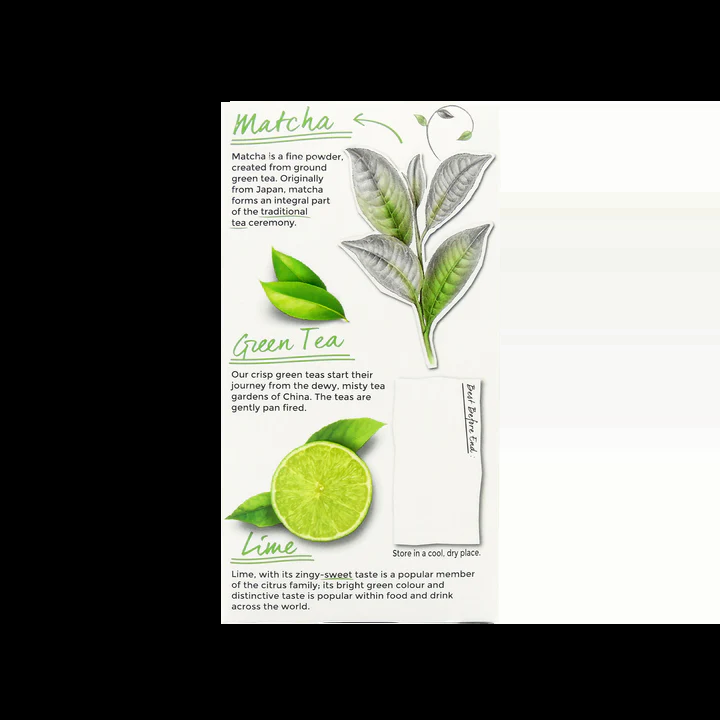 Matcha
Matcha is a fine powder,
created from ground
green tea. Originally
from Japan, matcha
forms an integral part
of the traditional
tea ceremony.
Green Tea
Our crisp green teas start their
journey from the dewy, misty tea
gardens of China. The teas are
gently pan fired.
Best Before End:
Store in a cool, dry place.
Lime
Lime, with its zingy-sweet taste is a popular member
of the citrus family; its bright green colour and
distinctive taste is popular within food and drink
across the world.